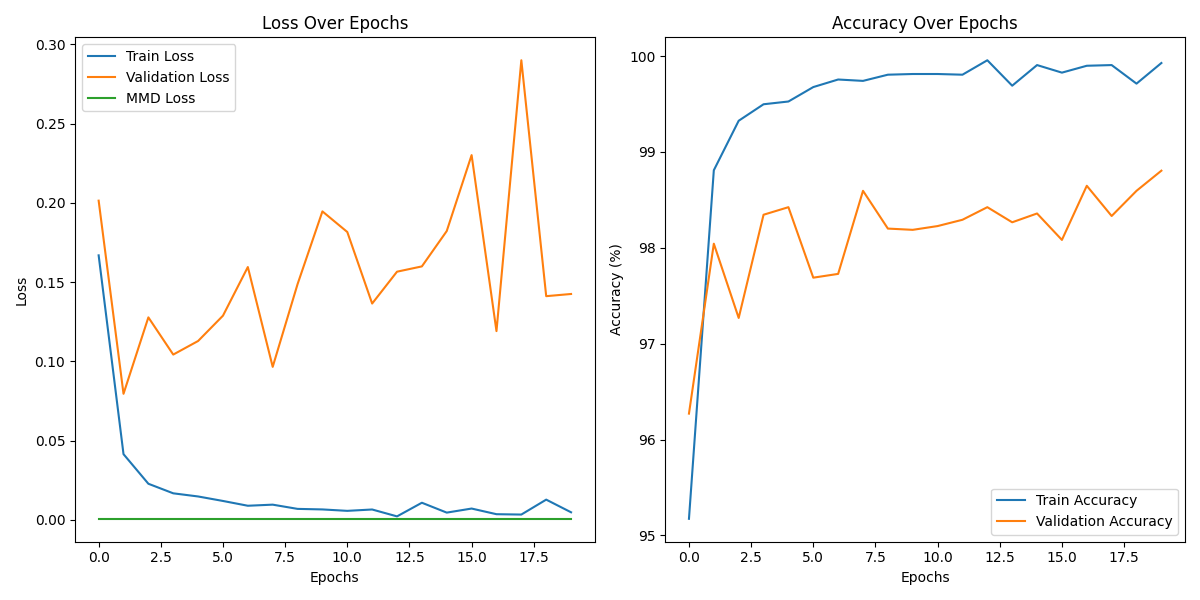 Loss Over Epochs
Train Loss
Validation Loss
MMD Loss
0.30
0.25
0.20
0.15
0.10
0.05
0.00
Loss
0.0 2.5 5.0 7.5 10.0 12.5 15.0 17.5
Epochs
Accuracy Over Epochs
100
99
98
97
96
95
Accuracy (%)
Train Accuracy
Validation Accuracy
0.0 2.5 5.0 7.5 10.0 12.5 15.0 17.5
Epochs